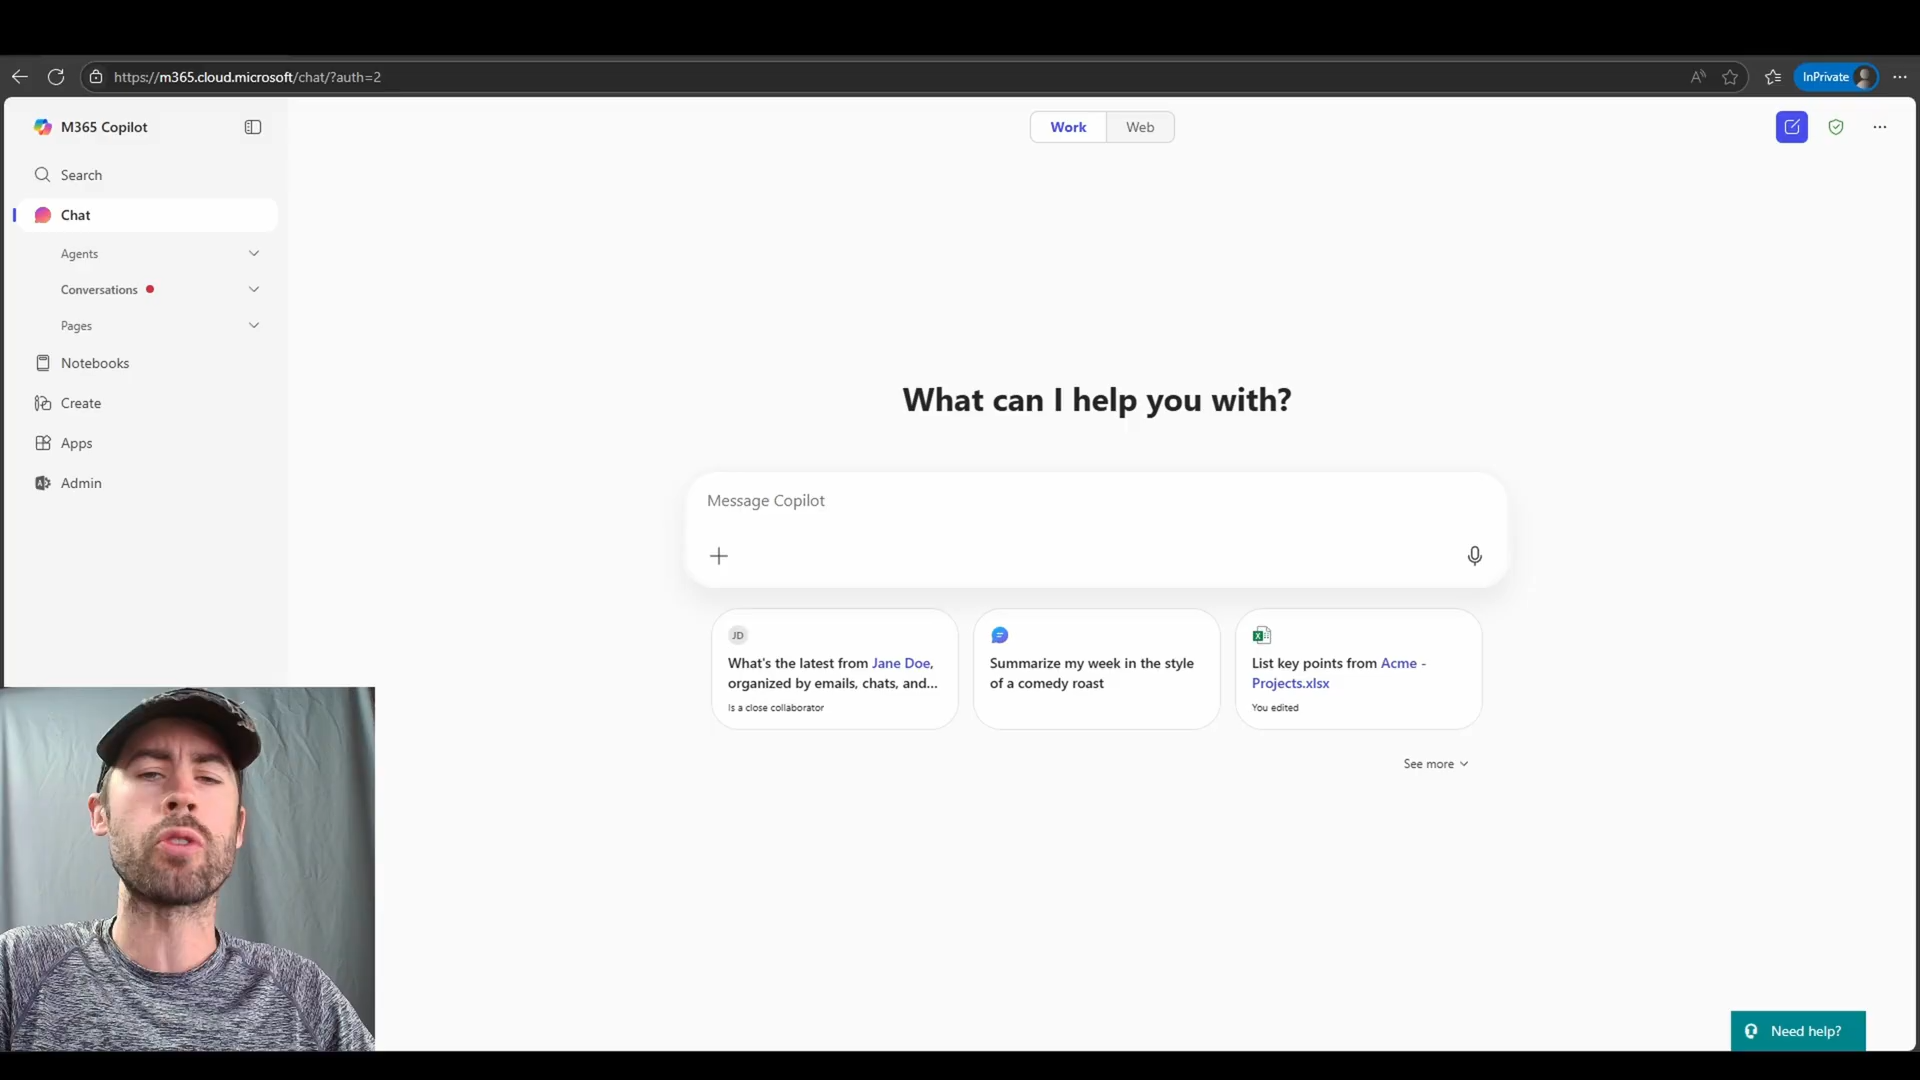 https://m365.cloud.microsoft/chat/?auth=2
InPrivate
M365 Copilot
Work
Web
Search
Chat
Agents
Conversations
Pages
Notebooks
Create
Apps
Admin
What can I help you with?
Message Copilot
JD
What's the latest from Jane Doe,
organized by emails, chats, and...
Is a close collaborator
Summarize my week in the style
of a comedy roast
List key points from Acme -
Projects.xlsx
You edited
See more
Need help?